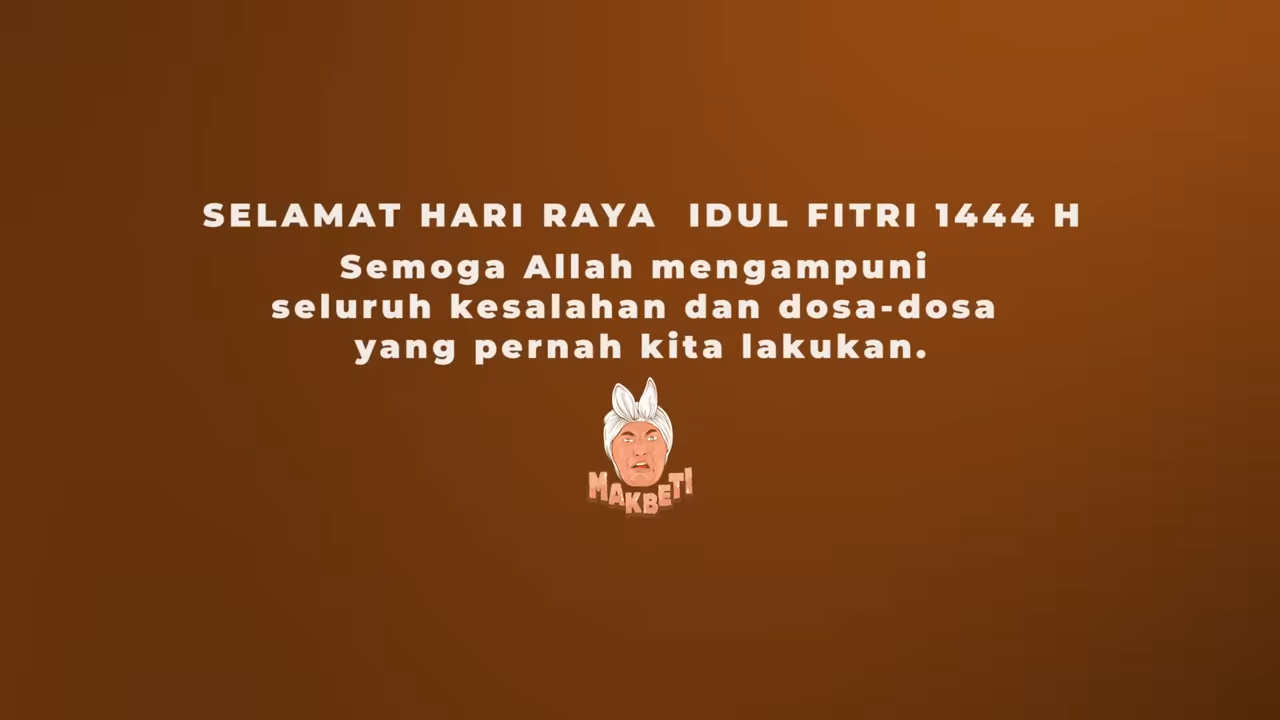 SELAMAT HARI RAYA IDUL FITRI 1444 H
Semoga Allah mengampuni
seluruh kesalahan dan dosa-dosa
yang pernah kita lakukan.
MAKBETI